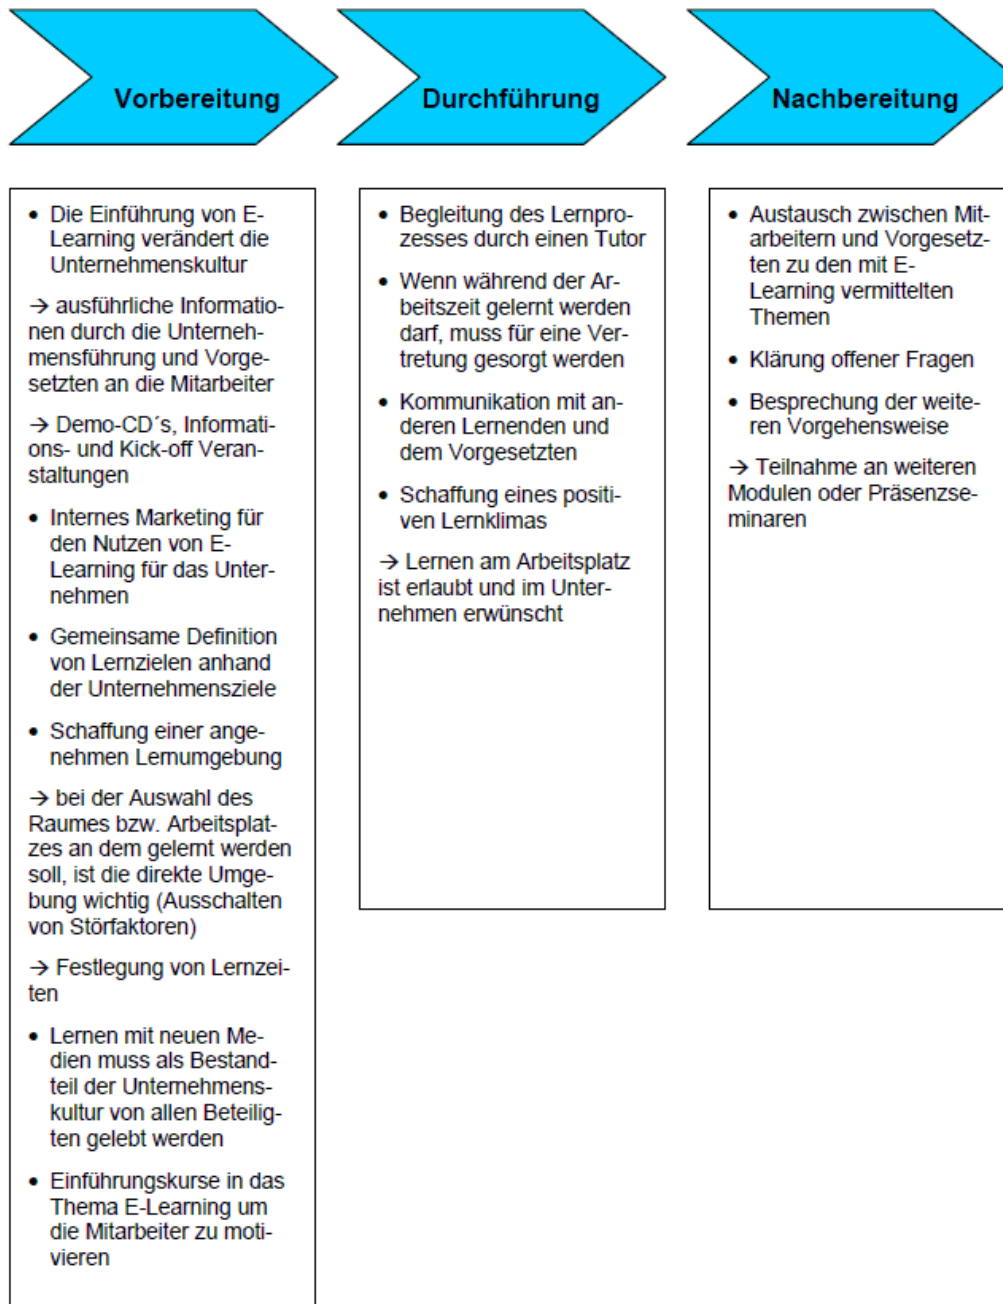 Vorbereitung
Durchführung
Nachbereitung
• Die Einführung von E-
Learning verändert die
Unternehmenskultur
→ ausführliche Informatio-
nen durch die Unterneh-
mensführung und Vorge-
setzten an die Mitarbeiter
→ Demo-CD´s, Informati-
ons- und Kick-off Veran-
staltungen
• Internes Marketing für
den Nutzen von E-
Learning für das Unter-
nehmen
• Gemeinsame Definition
von Lernzielen anhand
der Unternehmensziele
• Schaffung einer ange-
nehmen Lernumgebung
→ bei der Auswahl des
Raumes bzw. Arbeitsplat-
zes an dem gelernt werden
soll, ist die direkte Umge-
bung wichtig (Ausschalten
von Störfaktoren)
→ Festlegung von Lernzei-
ten
• Lernen mit neuen Me-
dien muss als Bestand-
teil der Unternehmens-
kultur von allen Beteilig-
ten gelebt werden
• Einführungskurse in das
Thema E-Learning um
die Mitarbeiter zu moti-
vieren
• Begleitung des Lernpro-
zesses durch einen Tutor
• Wenn während der Ar-
beitszeit gelernt werden
darf, muss für eine Ver-
tretung gesorgt werden
• Kommunikation mit an-
deren Lernenden und
dem Vorgesetzten
• Schaffung eines positi-
ven Lernklimas
→ Lernen am Arbeitsplatz
ist erlaubt und im Unter-
nehmen erwünscht
• Austausch zwischen Mit-
arbeitern und Vorgesetz-
ten zu den mit E-
Learning vermittelten
Themen
• Klärung offener Fragen
• Besprechung der weite-
ren Vorgehensweise
→ Teilnahme an weiteren
Modulen oder Präsenzse-
minaren